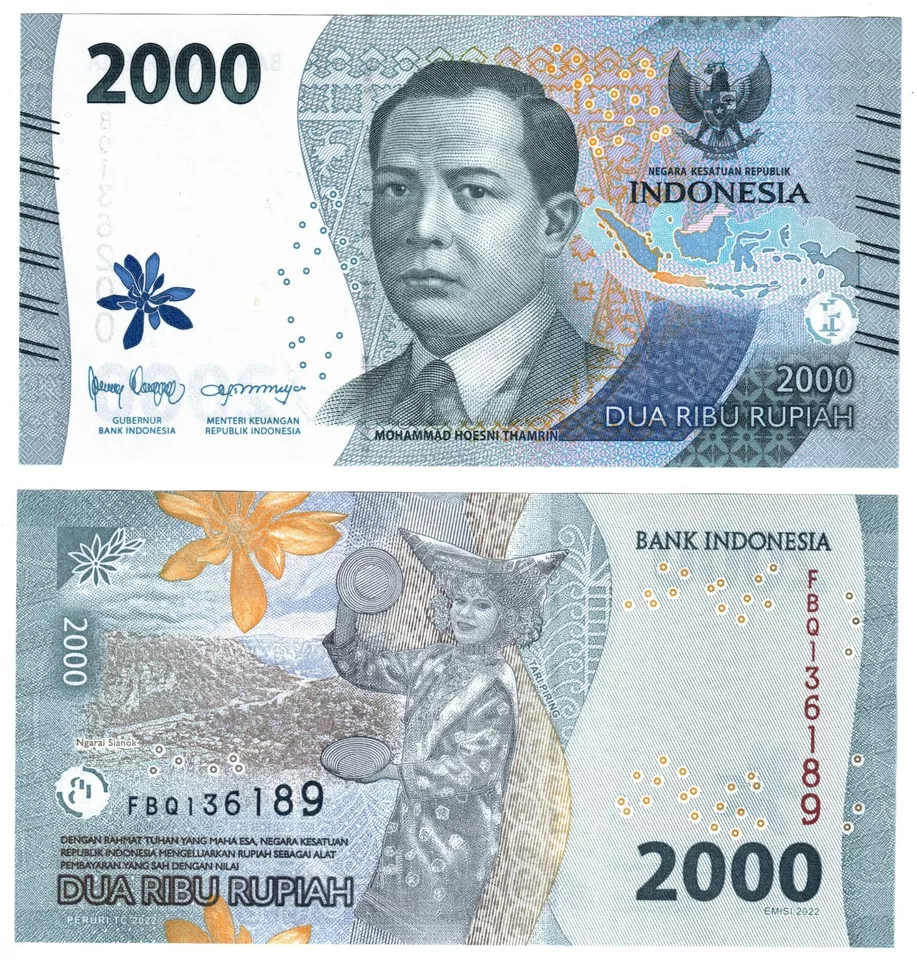 2000
NEGARA KESATUAN REPUBLIK
INDONESIA
GUBERNUR
BANK INDONESIA
MENTERI KEUANGAN
REPUBLIK INDONESIA
MOHAMMAD HOESNI THAMRIN
2000
DUA RIBU RUPIAH
BANK INDONESIA
2000
FBQ136189
TARI PIRING
Ngarai Sianok
FBQ136189
DENGAN RAHMAT TUHAN YANG MAHA ESA, NEGARA KESATUAN
REPUBLIK INDONESIA MENGELUARKAN RUPIAH SEBAGAI ALAT
PEMBAYARAN YANG SAH DENGAN NILAI
DUA RIBU RUPIAH
PERURI TC 2022
2000
EMISI 2022